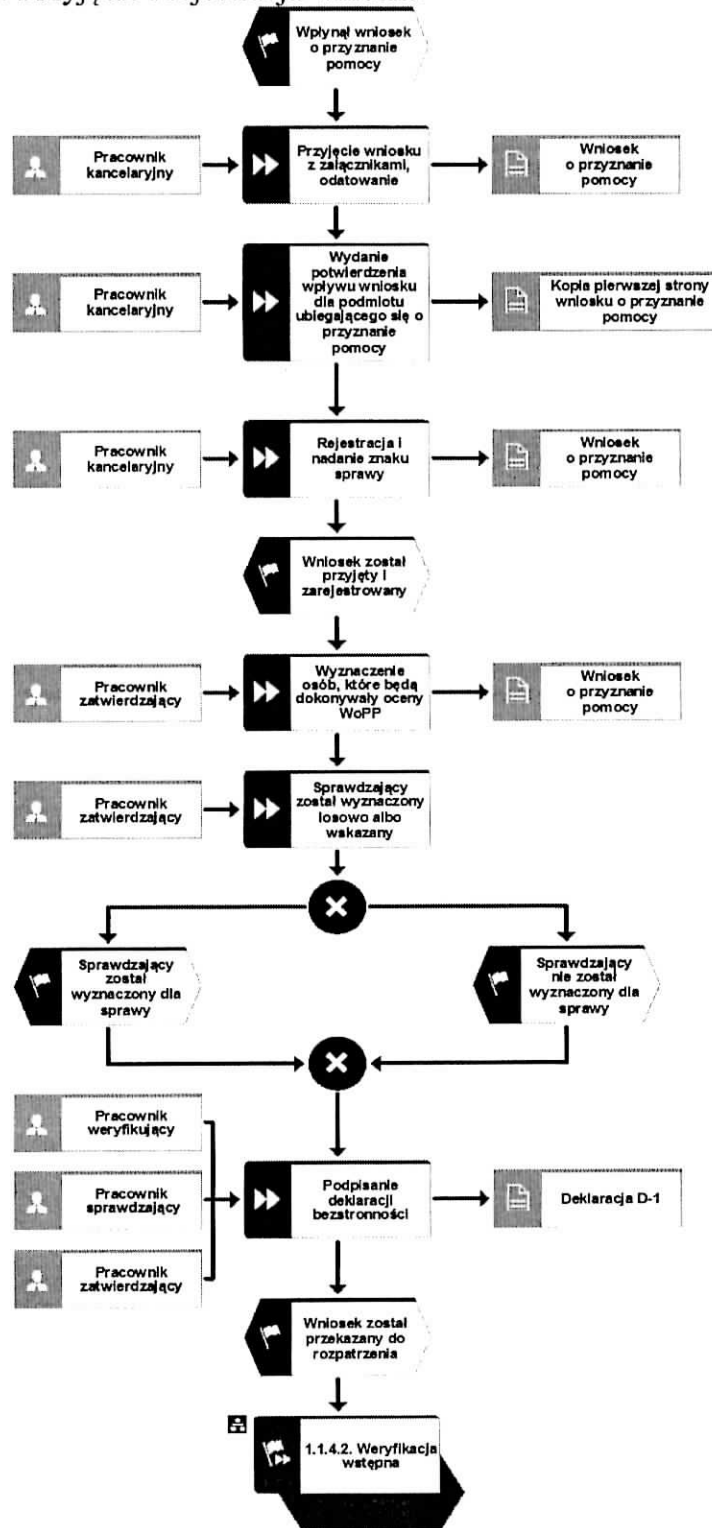 Wpłynął wniosek
o przyznanie
pomocy
Pracownik
kancelaryjny
Przyjęcie wniosku
z załącznikami,
odatowanie
Wniosek
o przyznanie
pomocy
Pracownik
kancelaryjny
Wydanie
potwierdzenia
wpływu wniosku
dla podmiotu
ubiegającego się o
przyznanie
pomocy
Kopia pierwszej strony
wniosku o przyznanie
pomocy
Pracownik
kancelaryjny
Rejestracja i
nadanie znaku
sprawy
Wniosek
o przyznanie
pomocy
Wniosek został
przyjęty i
zarejestrowany
Pracownik
zatwierdzający
Wyznaczenie
osób, które będą
dokonywały oceny
WoPP
Wniosek
o przyznanie
pomocy
Pracownik
zatwierdzający
Sprawdzający
został wyznaczony
losowo albo
wskazany
Sprawdzający
został
wyznaczony dla
sprawy
Sprawdzający
nie został
wyznaczony dla
sprawy
Pracownik
weryfikujący
Pracownik
sprawdzający
Pracownik
zatwierdzający
Podpisanie
deklaracji
bezstronności
Deklaracja D-1
Wniosek został
przekazany do
rozpatrzenia
1.1.4.2. Weryfikacja
wstępna